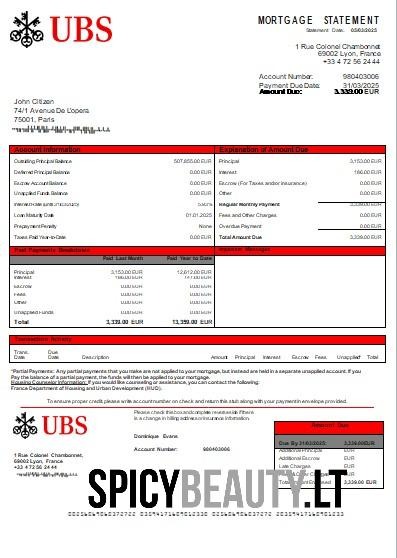 UBS
MORTGAGE STATEMENT
Statement Date: 05/03/2025
1 Rue Colonel Chambonnet
69002 Lyon, France
+33 4 72 56 24 44
Account Number: 980403006
Payment Due Date: 31/03/2025
Amount Due: 3,339.00 EUR
John Citizen
74/1 Avenue De L'opera
75001, Paris
Account Information
Outstanding Principal Balance 507,855.00 EUR
Deferred Principal Balance 0.00 EUR
Escrow Account Balance 0.00 EUR
Unapplied Funds Balance 0.00 EUR
Loan Maturity Date 01.01.2025
Prepayment Penalty None
Taxes Paid Year-to-Date 0.00 EUR
Explanation of Amount Due
Principal 3,153.00 EUR
Interest 186.00 EUR
Escrow (For Taxes and/or insurance) 0.00 EUR
Other 0.00 EUR
Regular Monthly Payment 3,339.00 EUR
Fees and Other Charges 0.00 EUR
Overdue Payment 0.00 EUR
Total Amount Due 3,339.00 EUR
Past Payments Breakdown
Paid Last Month Paid Year to Date
Principal 3,153.00 EUR 12,612.00 EUR
Interest 186.00 EUR 747.00 EUR
Escrow 0.00 EUR 0.00 EUR
Fees 0.00 EUR 0.00 EUR
Other 0.00 EUR 0.00 EUR
Unapplied Funds 0.00 EUR 0.00 EUR
Total 3,339.00 EUR 13,359.00 EUR
Important Messages
Transaction Activity
Trans. Date Due Date Description Amount Principal Interest Escrow Fees Unapplied* Total
*Partial Payments: Any partial payments that you make are not applied to your mortgage, but instead are held in a separate unapplied account. If you
Pay the balance of a partial payment, the funds will then be applied to your mortgage.
Housing Counselor Information: If you would like counseling or assistance, you can contact the following:
France Department of Housing and Urban Development (HUD).
To ensure proper credit please write account number on check and return this stub along with your payment in envelope provided.
UBS
Please check this box and complete reverse side if there
is a change in billing address or insurance information.
Dominique Evans
Account Number: 980403006
1 Rue Colonel Chambonnet
69002 Lyon, France
+33 4 72 56 24 44
Amount Due
Due By 31/03/2025: 3,339.00EUR
Additional Principal
Additional Escrow
Late Charges
SPICYBEAUTY.LT